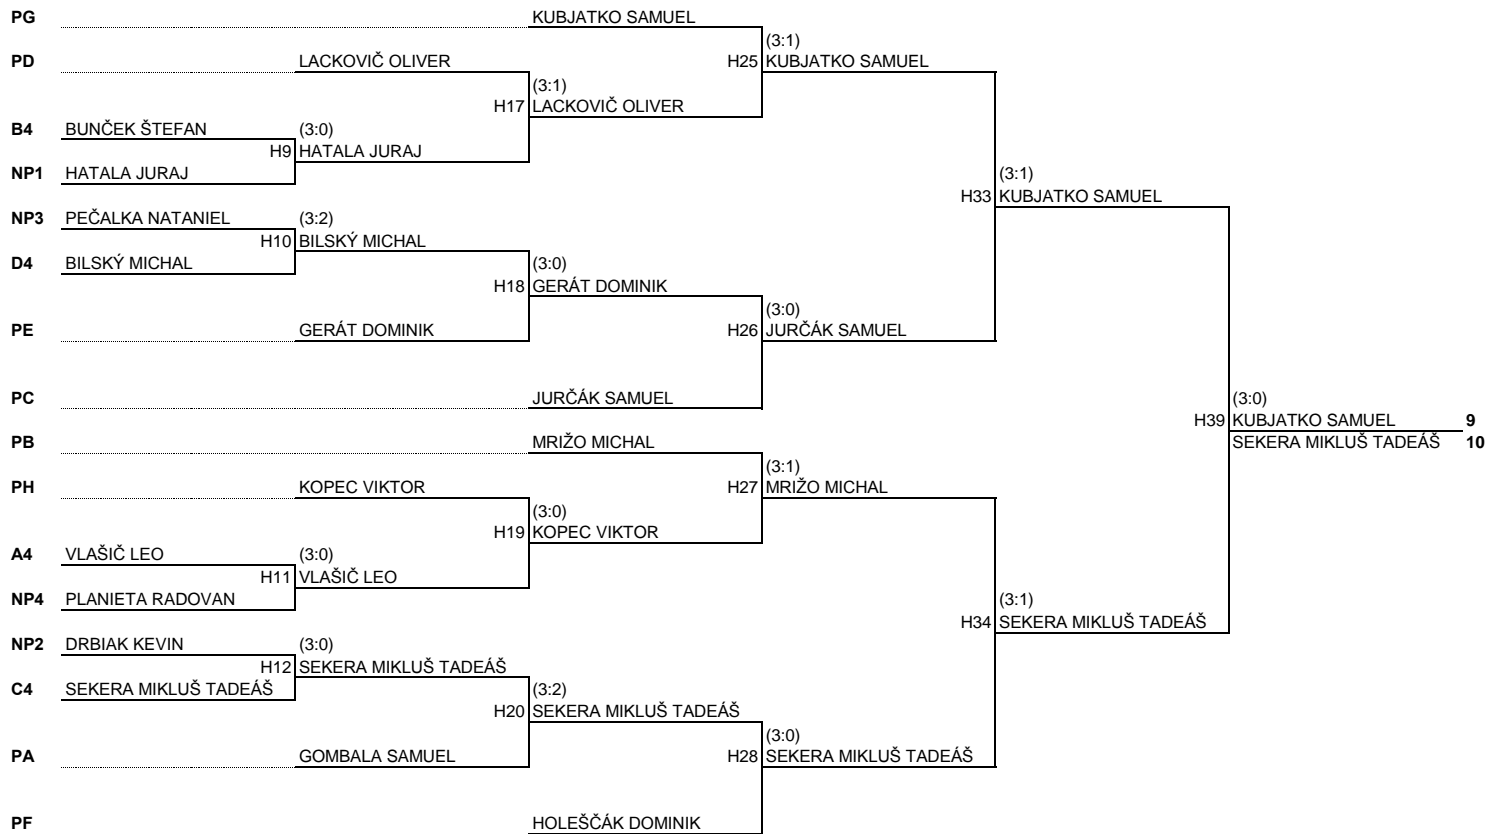 PG KUBJATKO SAMUEL
(3:1)
PD LACKOVIČ OLIVER H25 KUBJATKO SAMUEL
(3:1)
H17 LACKOVIČ OLIVER
B4 BUNČEK ŠTEFAN (3:0)
H9 HATALA JURAJ
NP1 HATALA JURAJ (3:1)
H33 KUBJATKO SAMUEL
NP3 PEČALKA NATANIEL (3:2)
H10 BILSKÝ MICHAL
D4 BILSKÝ MICHAL (3:0)
H18 GERÁT DOMINIK
(3:0)
PE GERÁT DOMINIK H26 JURČÁK SAMUEL
PC JURČÁK SAMUEL (3:0)
H39 KUBJATKO SAMUEL 9
PB MRIŽO MICHAL SEKERA MIKLUŠ TADEÁŠ 10
(3:1)
PH KOPEC VIKTOR H27 MRIŽO MICHAL
(3:0)
H19 KOPEC VIKTOR
A4 VLAŠIČ LEO (3:0)
H11 VLAŠIČ LEO
NP4 PLANIETA RADOVAN (3:1)
H34 SEKERA MIKLUŠ TADEÁŠ
NP2 DRBIAK KEVIN (3:0)
H12 SEKERA MIKLUŠ TADEÁŠ
C4 SEKERA MIKLUŠ TADEÁŠ (3:2)
H20 SEKERA MIKLUŠ TADEÁŠ
(3:0)
PA GOMBALA SAMUEL H28 SEKERA MIKLUŠ TADEÁŠ
PF HOLEŠČÁK DOMINIK